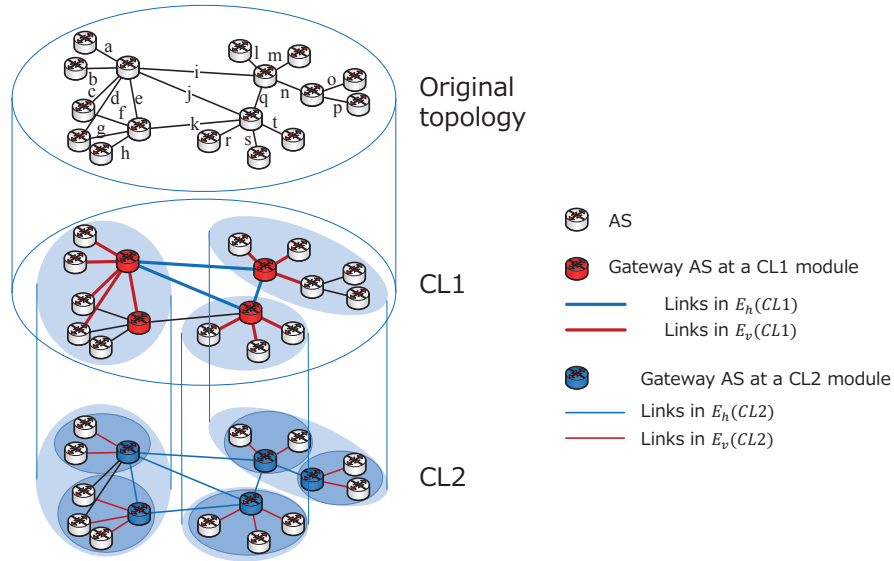 a
b
c
d
e
f
g
h
i
j
k
l
m
n
o
p
q
r
s
t
Original
topology
CL1
CL2
AS
Gateway AS at a CL1 module
Links in E_h(CL1)
Links in E_v(CL1)
Gateway AS at a CL2 module
Links in E_h(CL2)
Links in E_v(CL2)